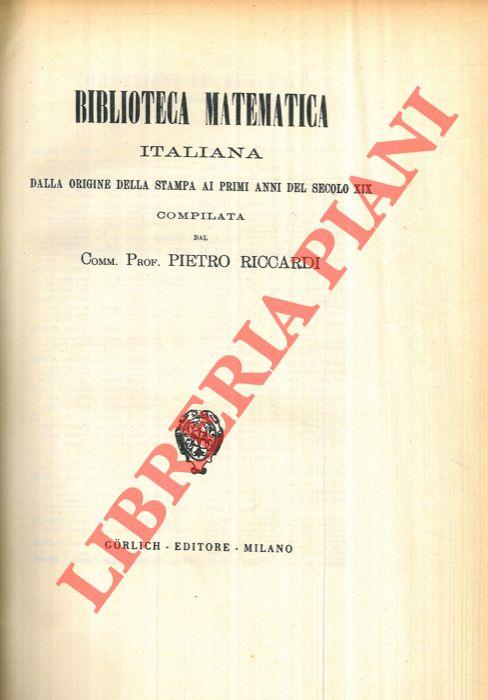 BIBLIOTECA MATEMATICA
ITALIANA
DALLA ORIGINE DELLA STAMPA AI PRIMI ANNI DEL SECOLO XIX
COMPILATA
DAL
COMM. PROF. PIETRO RICCARDI
GÖRLICH - EDITORE - MILANO
LIBRERIA PIANI